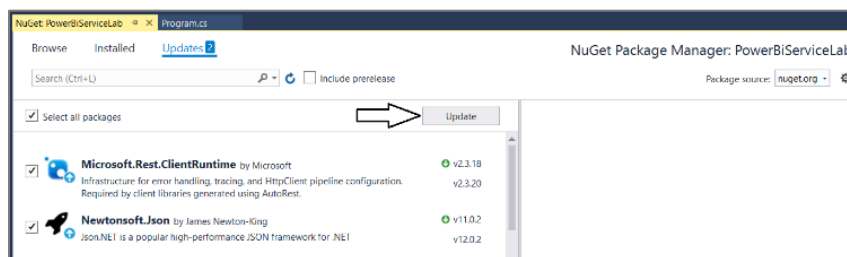 NuGet: PowerBiServiceLab Program.cs
Browse Installed Updates 2 NuGet Package Manager: PowerBiServiceLab
Search (Ctrl+L) Include prerelease Package source: nuget.org
Select all packages Update
Microsoft.Rest.ClientRuntime by Microsoft v2.3.18
Infrastructure for error handling, tracing, and HttpClient pipeline configuration. v2.3.20
Required by client libraries generated using AutoRest.
Newtonsoft.Json by James Newton-King v11.0.2
Json.NET is a popular high-performance JSON framework for .NET v12.0.2